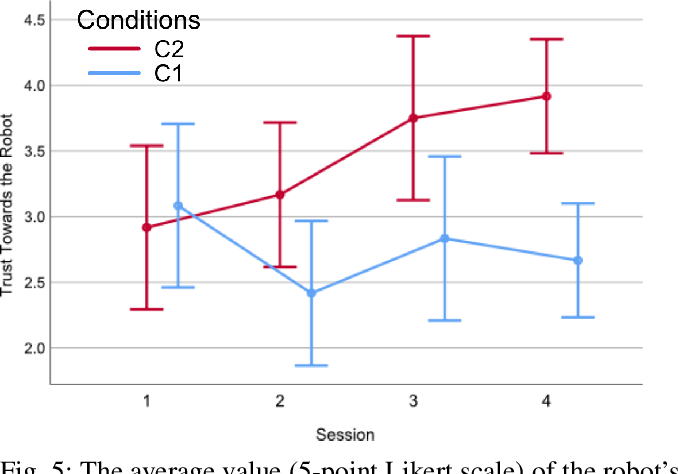 Conditions
C2
C1
4.5
4.0
3.5
3.0
2.5
2.0
Trust Towards the Robot
1 2 3 4
Session
Fig. 5: The average value (5-point Likert scale) of the robot's